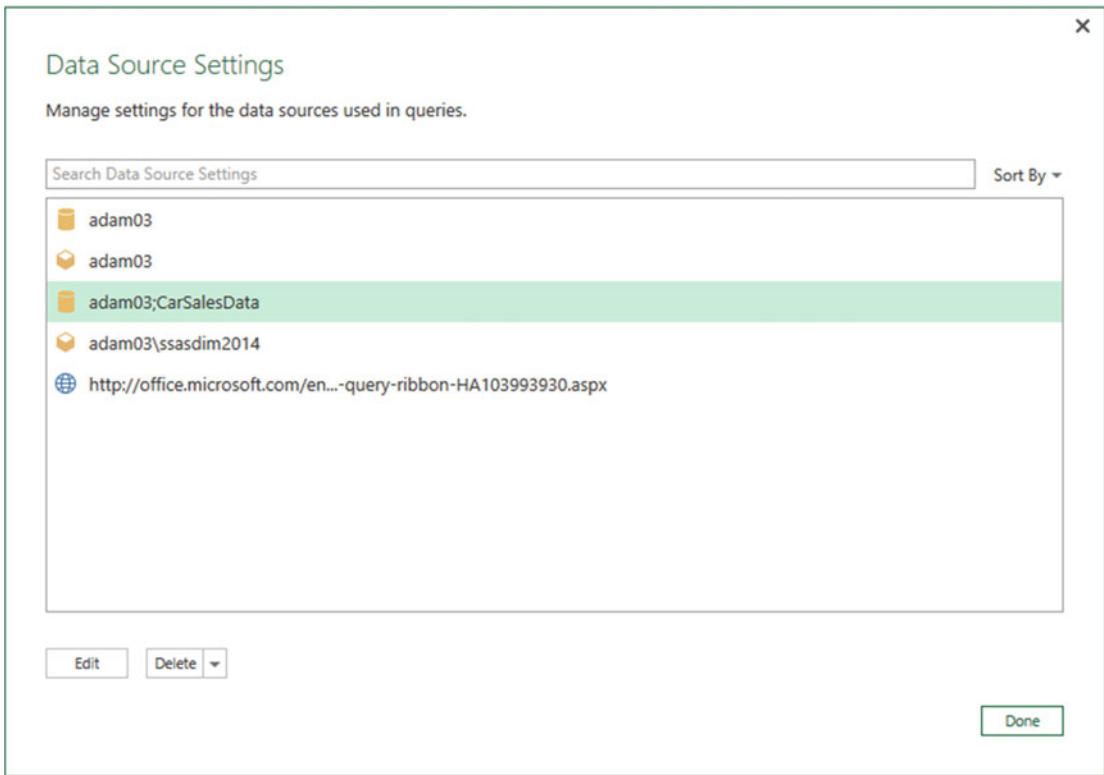 Data Source Settings
Manage settings for the data sources used in queries.
Search Data Source Settings
Sort By
adam03
adam03
adam03;CarSalesData
adam03\ssasdim2014
http://office.microsoft.com/en...-query-ribbon-HA103993930.aspx
Edit
Delete
Done